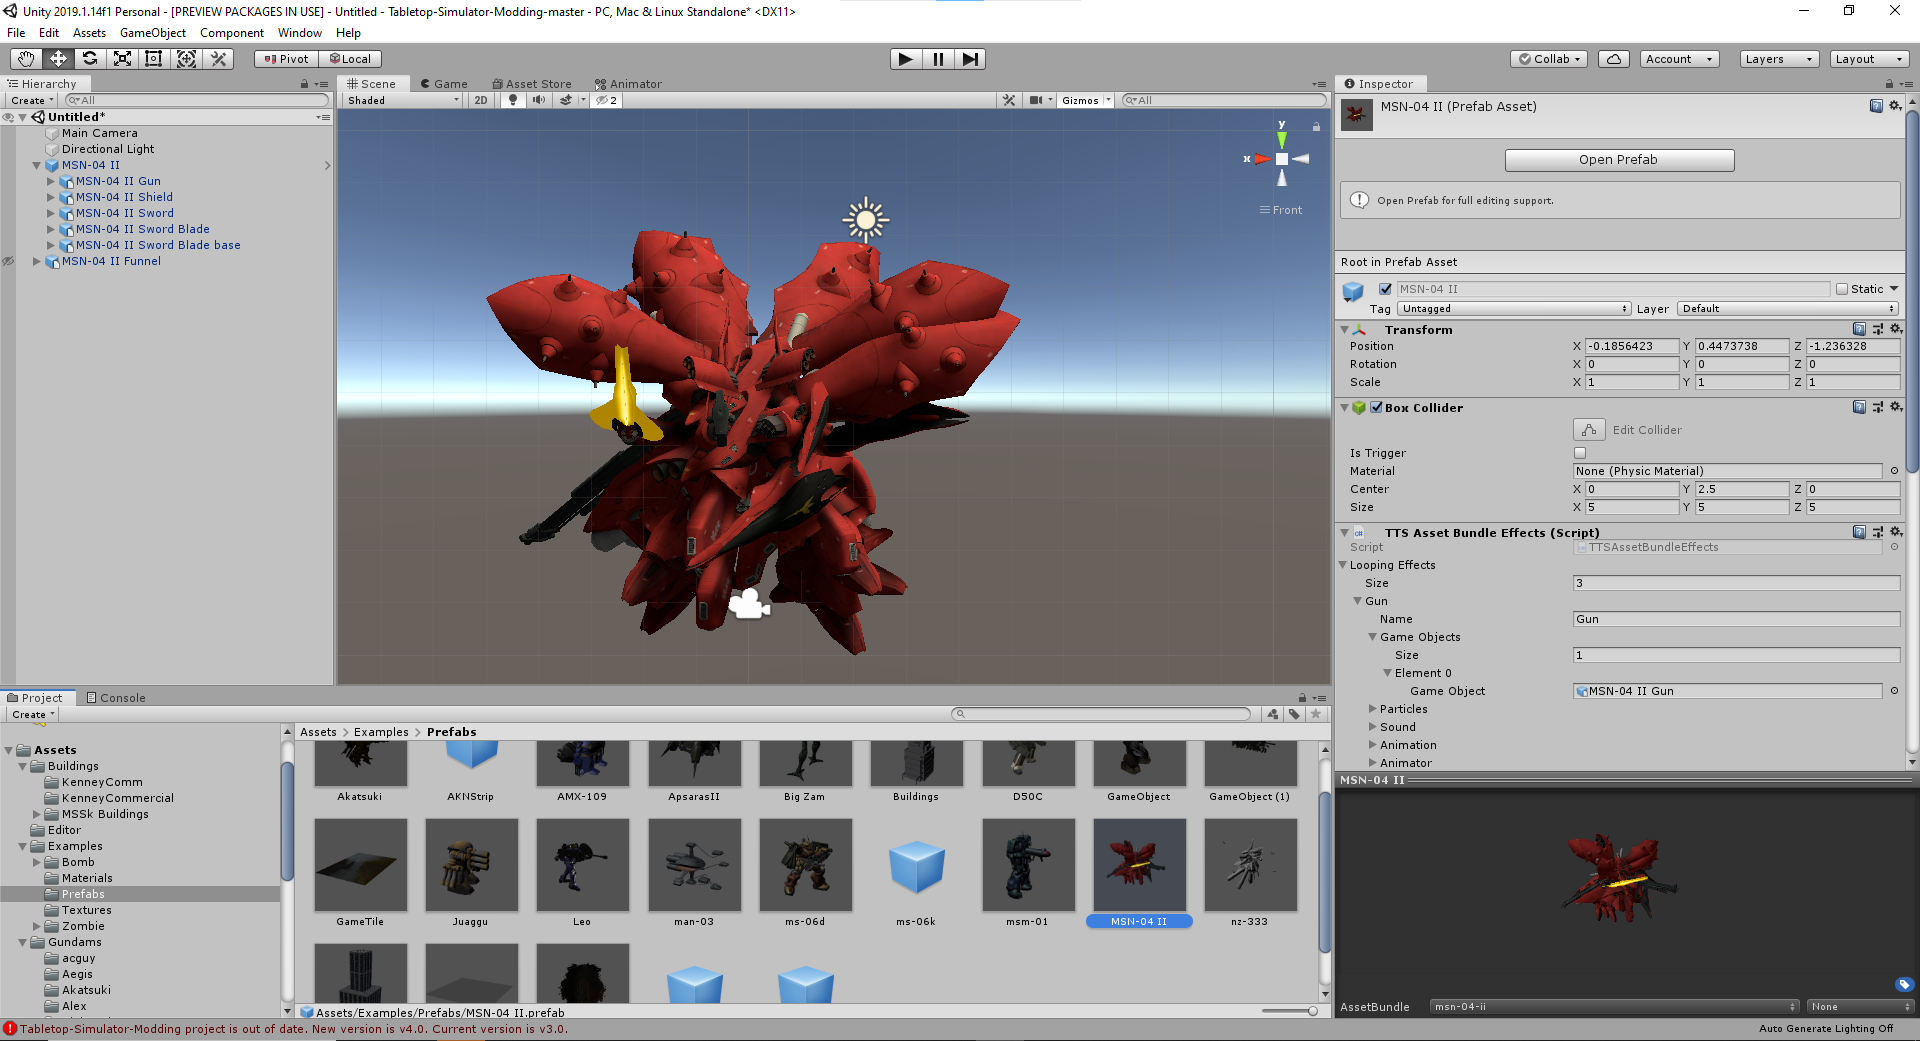 Unity 2019.1.14f1 Personal - [PREVIEW PACKAGES IN USE] - Untitled - Tabletop-Simulator-Modding-master - PC, Mac & Linux Standalone* <DX11>
File Edit Assets GameObject Component Window Help
Pivot Local Collab Account Layers Layout
Hierarchy
Create All
Untitled*
Main Camera
Directional Light
MSN-04 II
MSN-04 II Gun
MSN-04 II Shield
MSN-04 II Sword
MSN-04 II Sword Blade
MSN-04 II Sword Blade base
MSN-04 II Funnel
Scene Game Asset Store Animator
Shaded 2D 2 Gizmos All
y
x
Front
Inspector
MSN-04 II (Prefab Asset)
Open Prefab
Open Prefab for full editing support.
Root in Prefab Asset
MSN-04 II Static
Tag Untagged Layer Default
Transform
Position X -0.1856423 Y 0.4473738 Z -1.236328
Rotation X 0 Y 0 Z 0
Scale X 1 Y 1 Z 1
Box Collider
Edit Collider
Is Trigger
Material None (Physic Material)
Center X 0 Y 2.5 Z 0
Size X 5 Y 5 Z 5
TTS Asset Bundle Effects (Script)
Script TTSAssetBundleEffects
Looping Effects
Size 3
Gun
Name Gun
Game Objects
Size 1
Element 0
Game Object MSN-04 II Gun
Particles
Sound
Animation
Animator
MSN-04 II
AssetBundle msn-04-ii None
Project Console
Create
Assets
Buildings
KenneyComm
KenneyCommercial
MSSk Buildings
Editor
Examples
Bomb
Materials
Prefabs
Textures
Zombie
Gundams
acguy
Aegis
Akatsuki
Alex
Assets > Examples > Prefabs
Akatsuki AKNStrip AMX-109 ApsarasII Big Zam Buildings D50C GameObject GameObject (1)
GameTile Juaggu Leo man-03 ms-06d ms-06k msm-01 MSN-04 II nz-333
Assets/Examples/Prefabs/MSN-04 II.prefab
Tabletop-Simulator-Modding project is out of date. New version is v4.0. Current version is v3.0.
Auto Generate Lighting Off